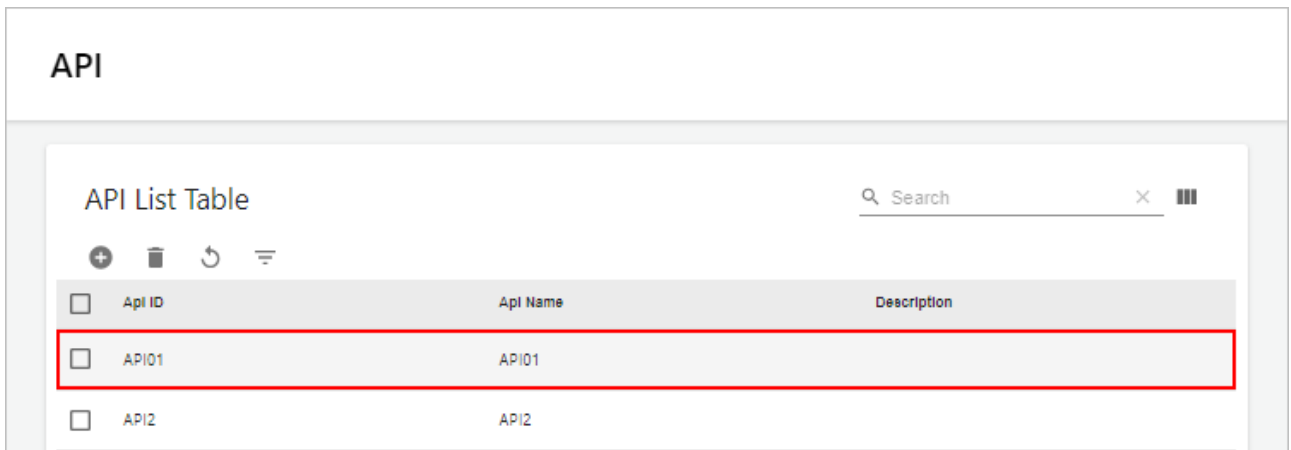 API
API List Table
Search
Api ID Api Name Description
API01 API01
API2 API2